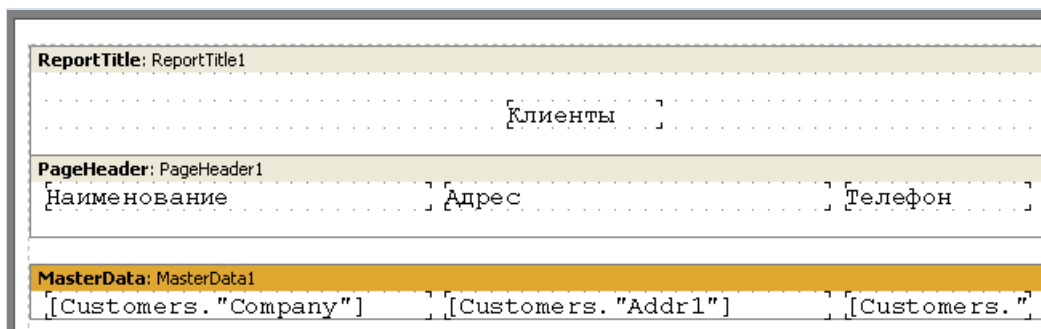 ReportTitle: ReportTitle1
Клиенты
PageHeader: PageHeader1
Наименование Адрес Телефон
MasterData: MasterData1
[Customers."Company"] [Customers."Addr1"] [Customers."